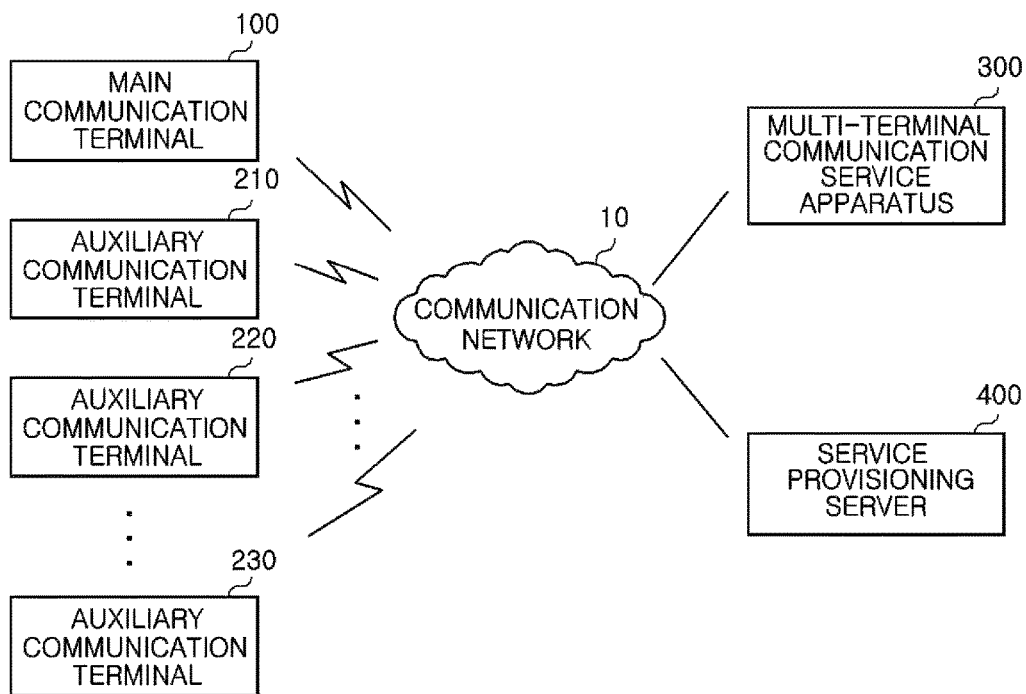 100
MAIN
COMMUNICATION
TERMINAL
210
AUXILIARY
COMMUNICATION
TERMINAL
220
AUXILIARY
COMMUNICATION
TERMINAL
230
AUXILIARY
COMMUNICATION
TERMINAL
10
COMMUNICATION
NETWORK
300
MULTI-TERMINAL
COMMUNICATION
SERVICE
APPARATUS
400
SERVICE
PROVISIONING
SERVER